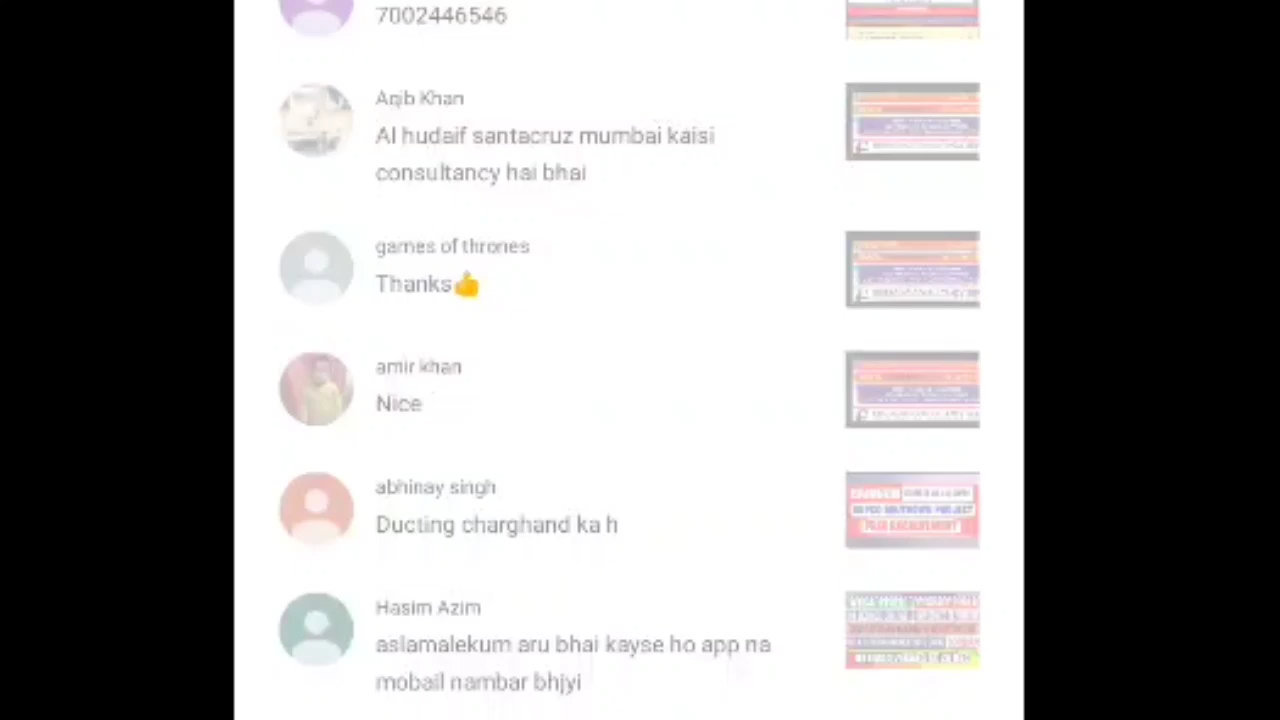 7002446546
Aqib Khan
Al hudaif santacruz mumbai kaisi
consultancy hai bhai
games of thrones
Thanks👍
amir khan
Nice
abhinay singh
Ducting charghand ka h
Hasim Azim
aslamalekum aru bhai kayse ho app na
mobail nambar bhjyi